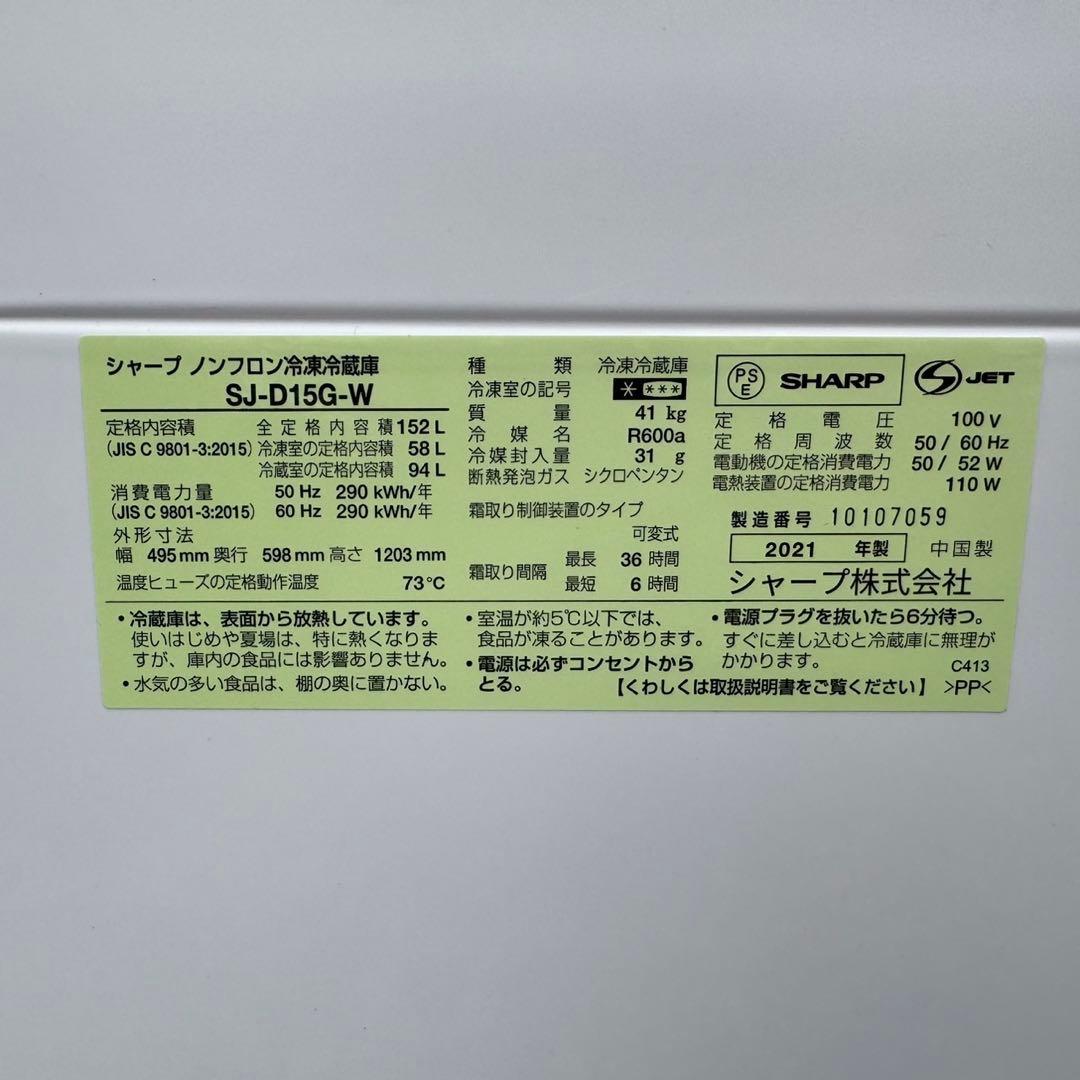 シャープ ノンフロン冷凍冷蔵庫
SJ-D15G-W
定格内容積 全定格内容積 152 L
(JIS C 9801-3:2015) 冷凍室の定格内容積 58 L
冷蔵室の定格内容積 94 L
消費電力量 50 Hz 290 kWh/年
(JIS C 9801-3:2015) 60 Hz 290 kWh/年
外形寸法
幅 495 mm 奥行 598 mm 高さ 1203 mm
温度ヒューズの定格動作温度 73℃
種類 冷凍冷蔵庫
冷凍室の記号 * ***
質量 41 kg
冷媒名 R600a
冷媒封入量 31 g
断熱発泡ガス シクロペンタン
霜取り制御装置のタイプ
可変式
霜取り間隔 最長 36 時間
最短 6 時間
PSE SHARP S JET
定格電圧 100 V
定格周波数 50 / 60 Hz
電動機の定格消費電力 50 / 52 W
電熱装置の定格消費電力 110 W
製造番号 10107059
2021 年製 中国製
シャープ株式会社
・冷蔵庫は、表面から放熱しています。
使いはじめや夏場は、特に熱くなりま
すが、庫内の食品には影響ありません。
・水気の多い食品は、棚の奥に置かない。
・室温が約5℃以下では、
食品が凍ることがあります。
・電源は必ずコンセントから
とる。
・電源プラグを抜いたら6分待つ。
すぐに差し込むと冷蔵庫に無理が
かかります。
C413
【くわしくは取扱説明書をご覧ください】 >PP<